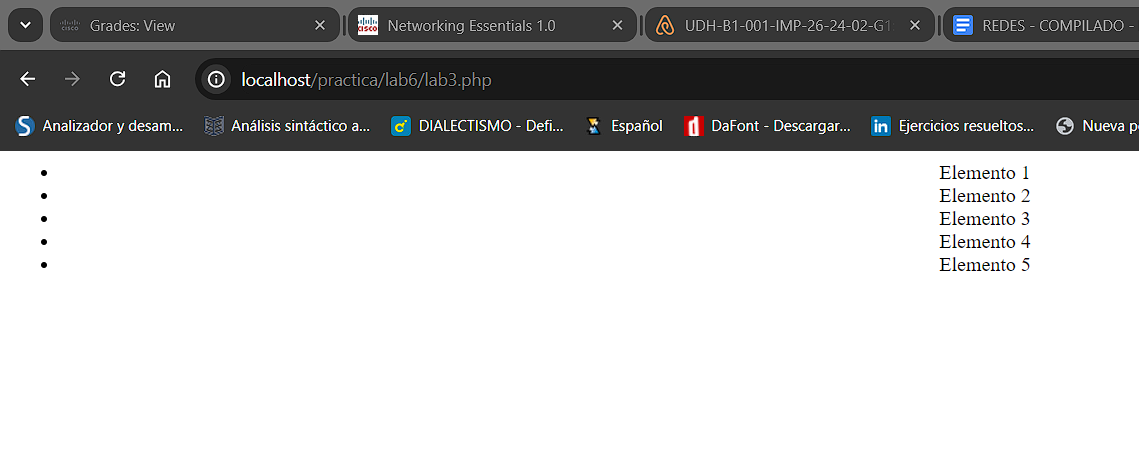 Grades: View
Networking Essentials 1.0
UDH-B1-001-IMP-26-24-02-G1
REDES - COMPILADO -
localhost/practica/lab6/lab3.php
Analizador y desam...
Análisis sintáctico a...
DIALECTISMO - Defi...
Español
DaFont - Descargar...
Ejercicios resueltos...
Nueva p
Elemento 1
Elemento 2
Elemento 3
Elemento 4
Elemento 5